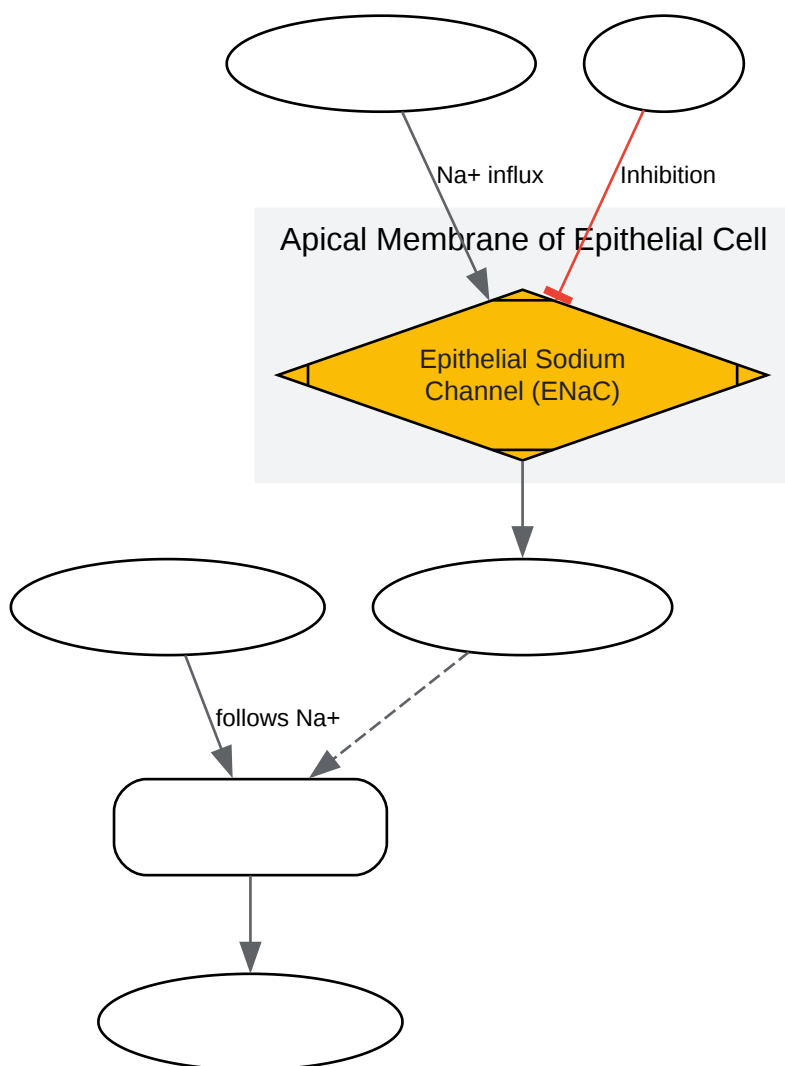 Na+ influx
Inhibition
Apical Membrane of Epithelial Cell
Epithelial Sodium
Channel (ENaC)
follows Na+